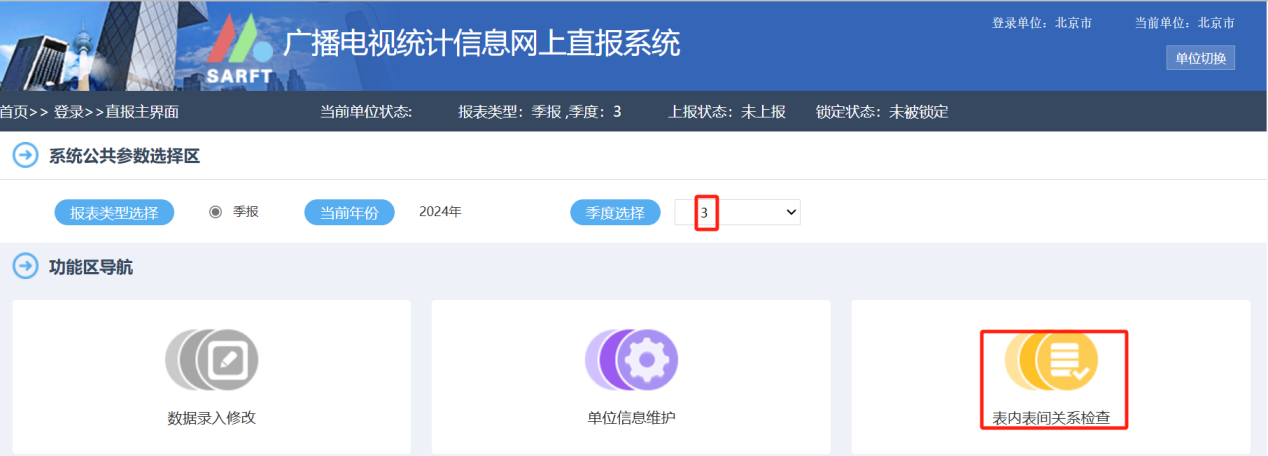 登录单位：北京市 当前单位：北京市
广播电视统计信息网上直报系统
SARFT
单位切换
首页>> 登录>>直报主界面 当前单位状态: 报表类型：季报 ,季度：3 上报状态：未上报 锁定状态：未被锁定
系统公共参数选择区
报表类型选择 季报 当前年份 2024年 季度选择 3
功能区导航
数据录入修改 单位信息维护 表内表间关系检查